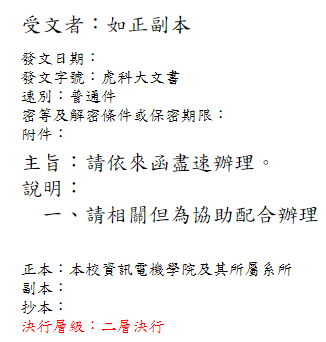 受文者：如正副本
發文日期：
發文字號：虎科大文書
速別：普通件
密等及解密條件或保密期限：
附件：
主旨：請依來函盡速辦理。
說明：
一、請相關但為協助配合辦理
正本：本校資訊電機學院及其所屬系所
副本：
抄本：
決行層級：二層決行